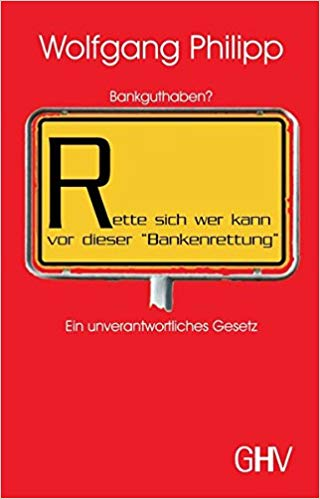 Wolfgang Philipp
Bankguthaben?
Rette sich wer kann
vor dieser "Bankenrettung"
Ein unverantwortliches Gesetz
GHV